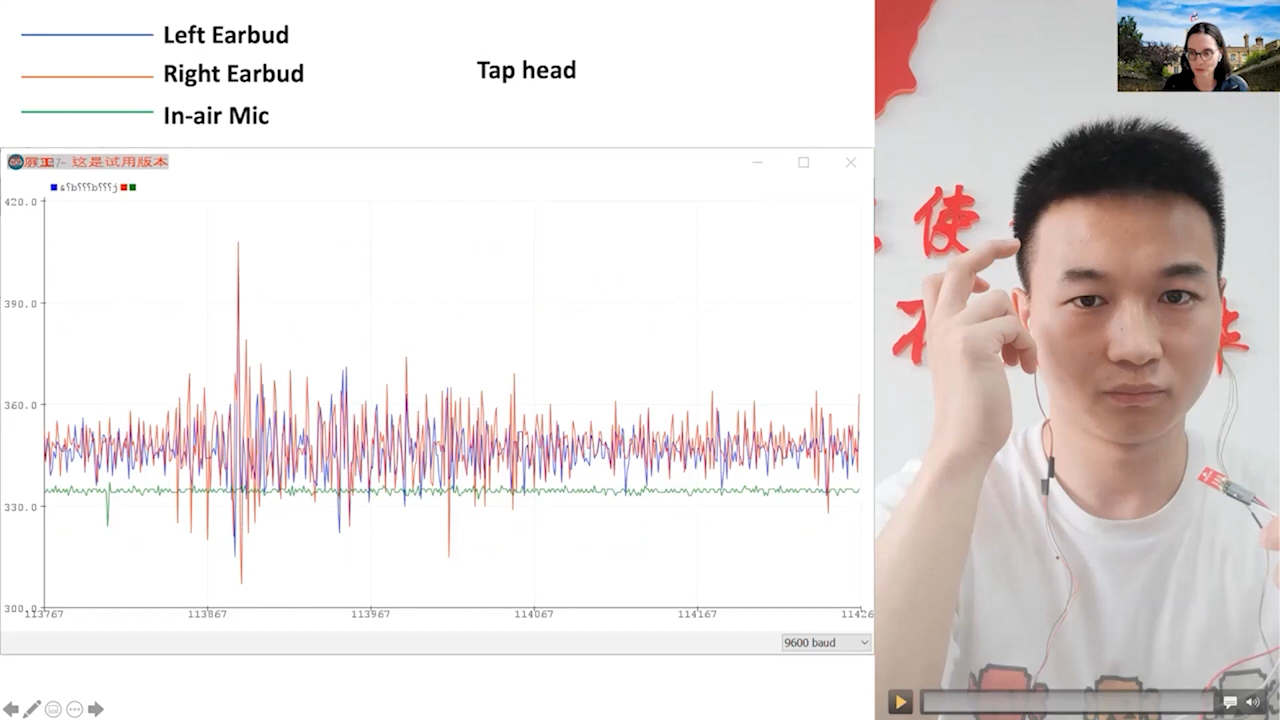 Left Earbud
Right Earbud
In-air Mic
Tap head
这是试用版本
420.0
390.0
360.0
330.0
300.0
113767
113867
113967
114067
114167
9600 baud
使